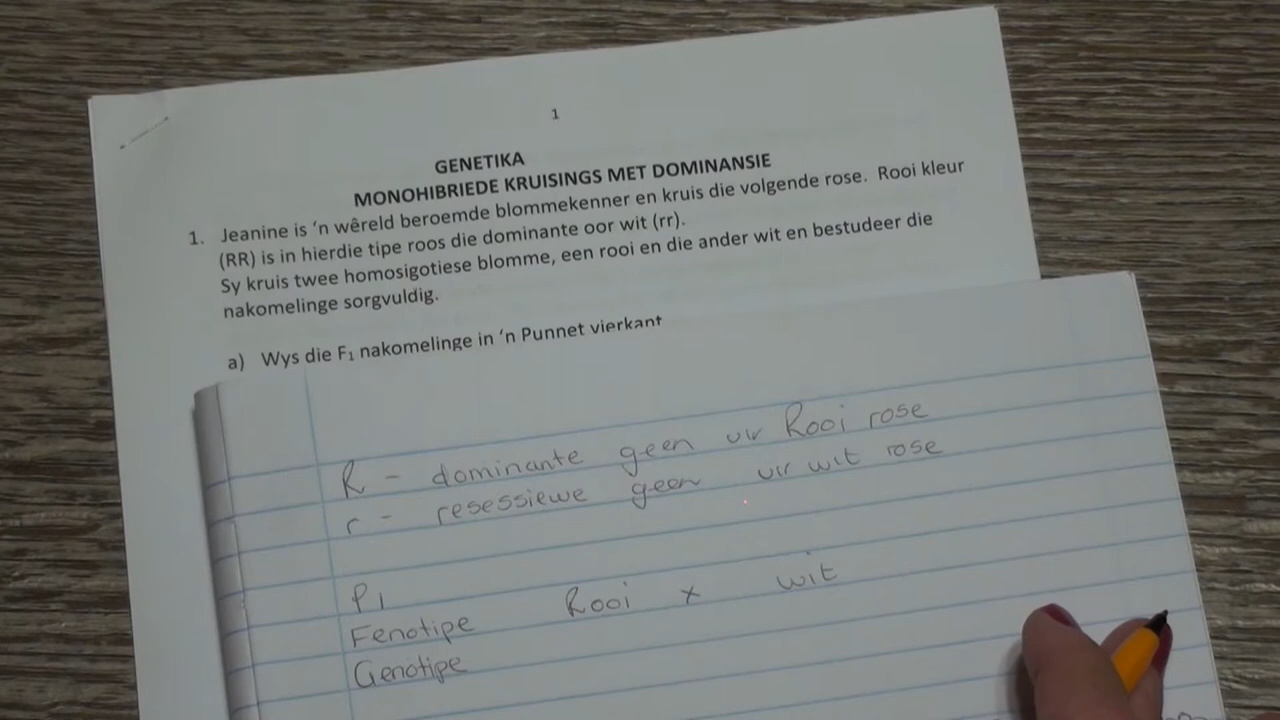 1
GENETIKA
MONOHIBRIEDE KRUISINGS MET DOMINANSIE
1. Jeanine is 'n wêreld beroemde blommekenner en kruis die volgende rose. Rooi kleur
(RR) is in hierdie tipe roos die dominante oor wit (rr).
Sy kruis twee homosigotiese blomme, een rooi en die ander wit en bestudeer die
nakomelinge sorgvuldig.
a) Wys die F₁ nakomelinge in 'n Punnet vierkant
R - dominante geen vir Rooi rose
r - resessiewe geen vir wit rose
P₁
Fenotipe Rooi x wit
Genotipe